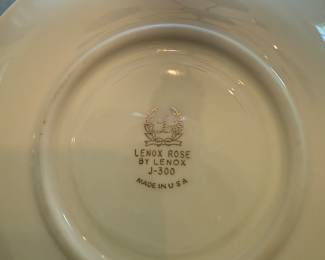 LENOX ROSE
BY LENOX
J-300
MADE IN U.S.A